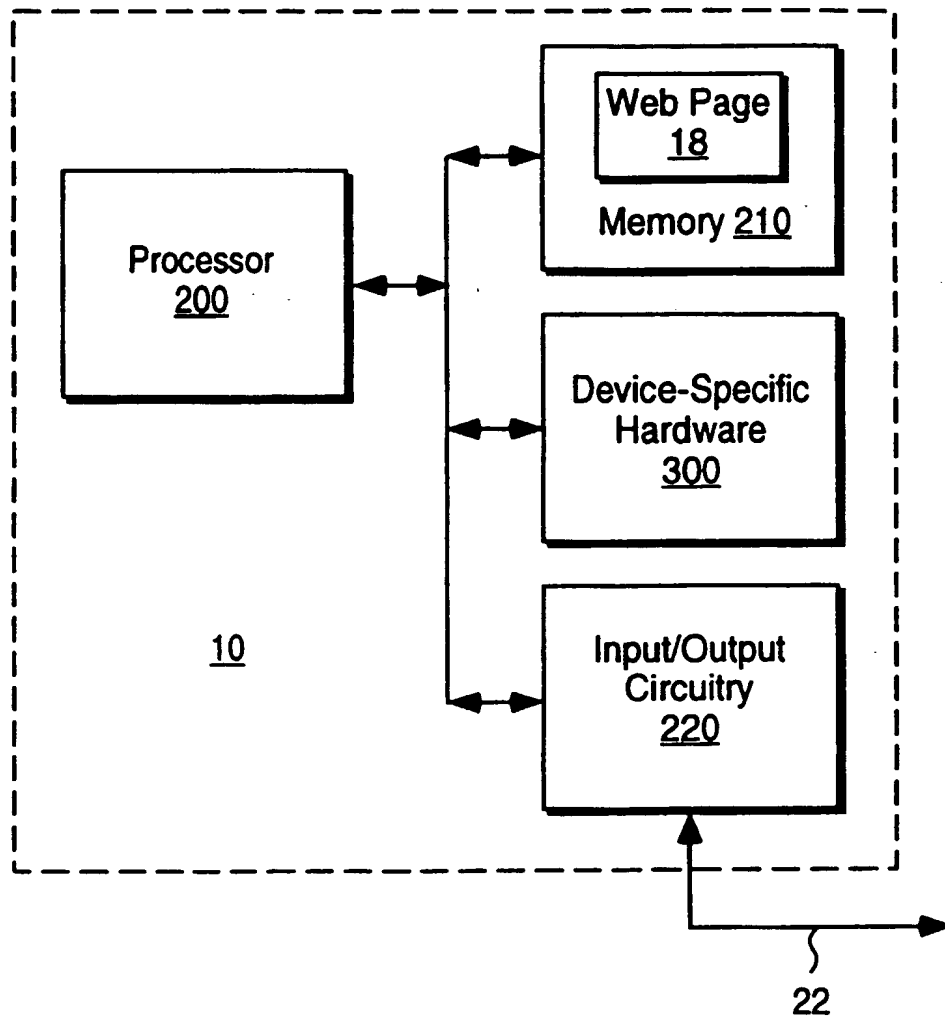 Web Page
18
Memory 210
Processor
200
Device-Specific
Hardware
300
10
Input/Output
Circuitry
220
22